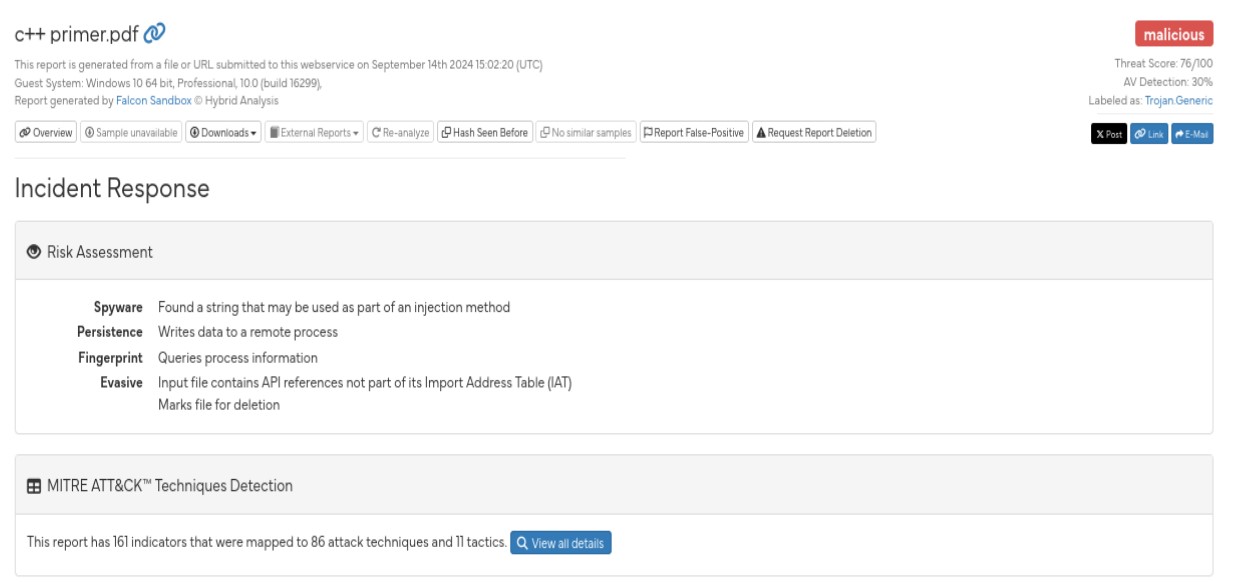 c++ primer.pdf
malicious
This report is generated from a file or URL submitted to this webservice on September 14th 2024 15:02:20 (UTC)
Threat Score: 76/100
Guest System: Windows 10 64 bit, Professional, 10.0 (build 16299),
AV Detection: 30%
Report generated by Falcon Sandbox © Hybrid Analysis
Labeled as: Trojan.Generic
Overview Sample unavailable Downloads External Reports Re-analyze Hash Seen Before No similar samples Report False-Positive Request Report Deletion
X Post Link E-Mail
Incident Response
Risk Assessment
Spyware Found a string that may be used as part of an injection method
Persistence Writes data to a remote process
Fingerprint Queries process information
Evasive Input file contains API references not part of its Import Address Table (IAT)
Marks file for deletion
MITRE ATT&CK™ Techniques Detection
This report has 161 indicators that were mapped to 86 attack techniques and 11 tactics. View all details